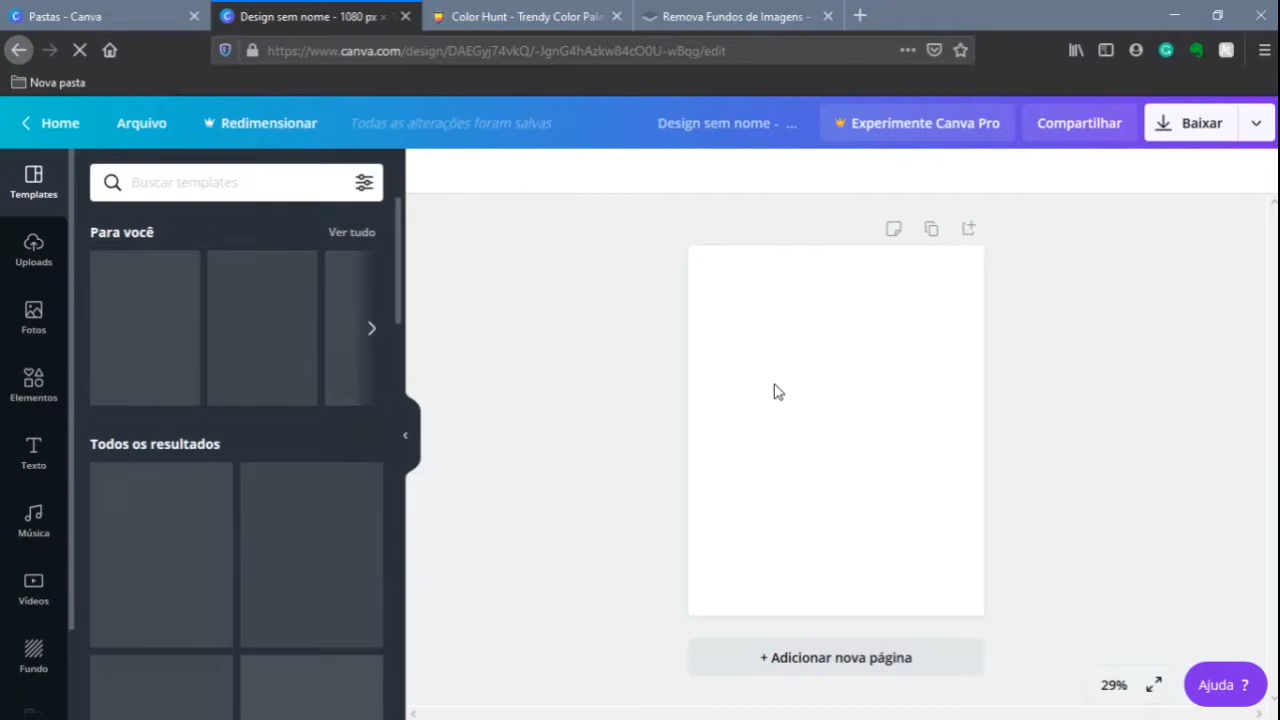 Pastas - Canva
Design sem nome - 1080 px ×
Color Hunt - Trendy Color Pale
Remova Fundos de Imagens –
https://www.canva.com/design/DAEGyj74vkQ/-JgnG4hAzkw84cO0U-wBqg/edit
Nova pasta
Home
Arquivo
Redimensionar
Todas as alterações foram salvas
Design sem nome - ...
Experimente Canva Pro
Compartilhar
Baixar
Templates
Uploads
Fotos
Elementos
Texto
Música
Vídeos
Fundo
Buscar templates
Para você
Ver tudo
Todos os resultados
+ Adicionar nova página
29%
Ajuda ?